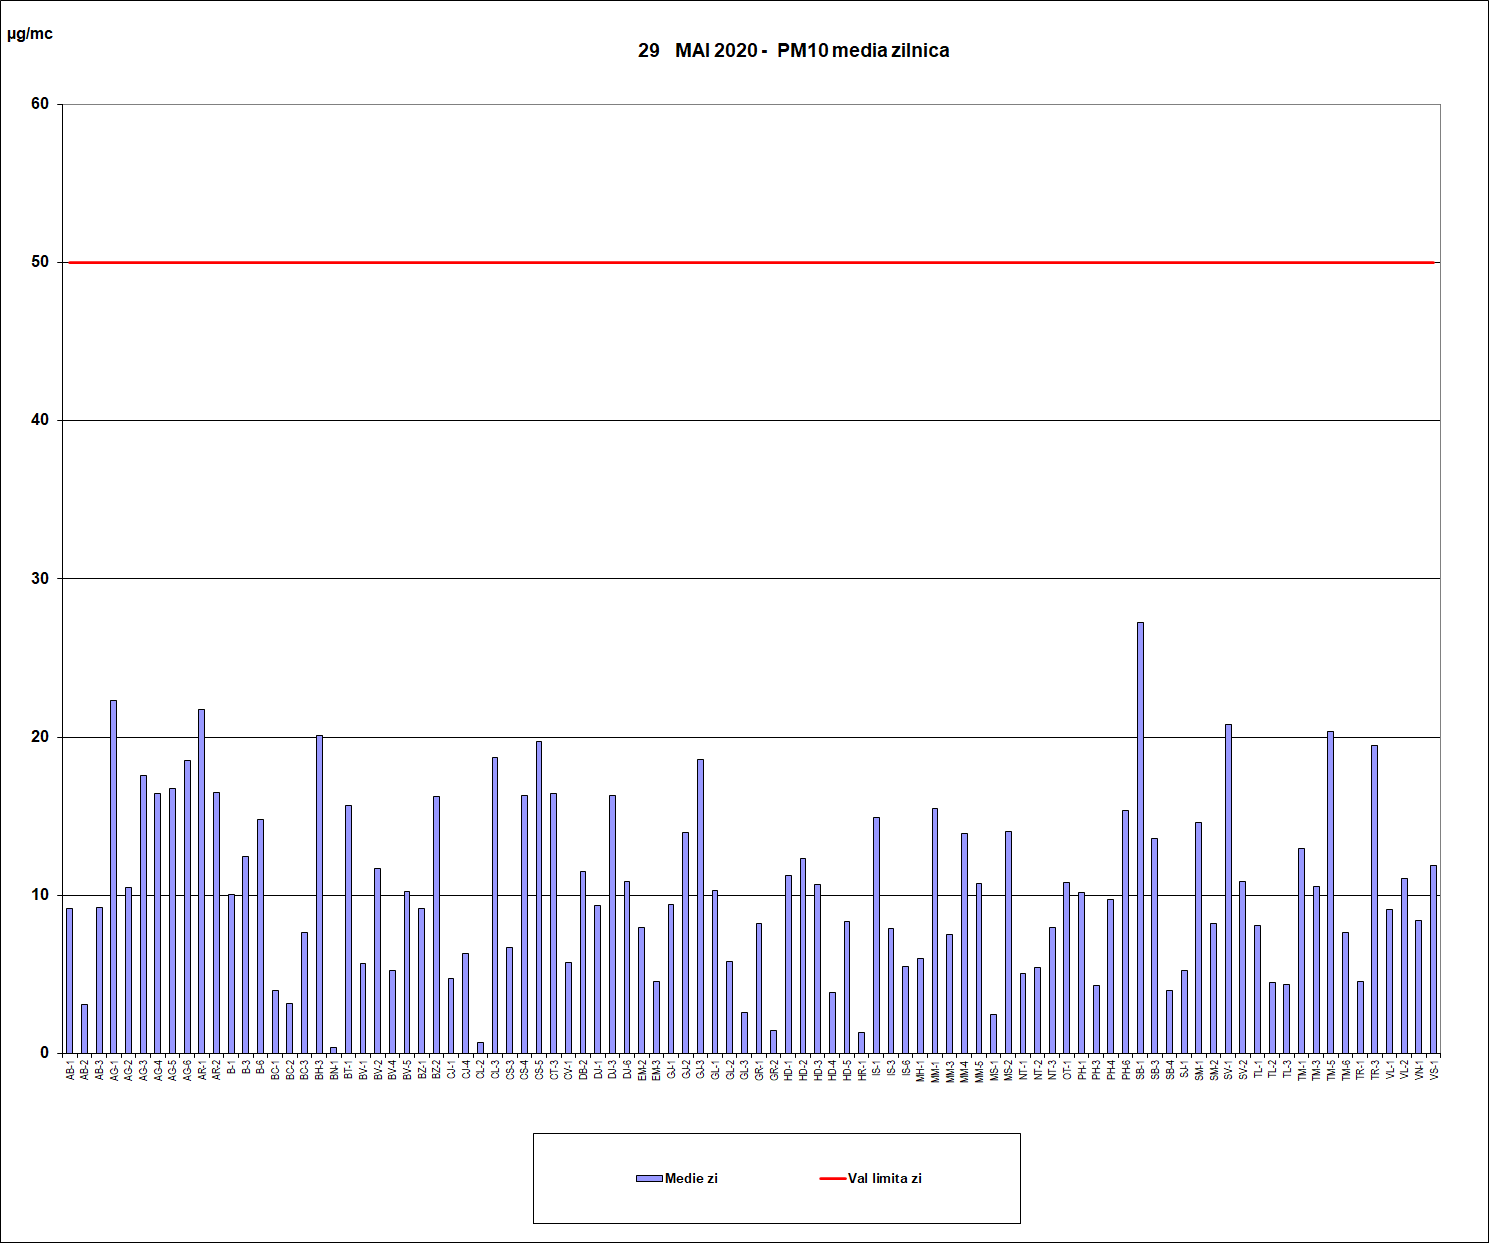 µg/mc
29 MAI 2020 - PM10 media zilnica
60
50
40
30
20
10
0
AB-1 AB-2 AB-3 AG-1 AG-2 AG-3 AG-4 AG-5 AG-6 AR-1 AR-2 B-1 B-3 B-6 BC-1 BC-2 BC-3 BH-3 BN-1 BT-1 BV-1 BV-2 BV-4 BV-5 BZ-1 BZ-2 CJ-1 CJ-4 CL-2 CL-3 CS-3 CS-4 CS-5 CT-3 CV-1 DB-2 DJ-1 DJ-3 DJ-6 EM-2 EM-3 GJ-1 GJ-2 GJ-3 GL-1 GL-2 GL-3 GR-1 GR-2 HD-1 HD-2 HD-3 HD-4 HD-5 HR-1 IS-1 IS-3 IS-6 MH-1 MM-1 MM-3 MM-4 MM-5 MS-1 MS-2 NT-1 NT-2 NT-3 OT-1 PH-1 PH-3 PH-4 PH-6 SB-1 SB-3 SB-4 SJ-1 SM-1 SM-2 SV-1 SV-2 TL-1 TL-2 TL-3 TM-1 TM-3 TM-5 TM-6 TR-1 TR-3 VL-1 VL-2 VN-1 VS-1
Medie zi Val limita zi